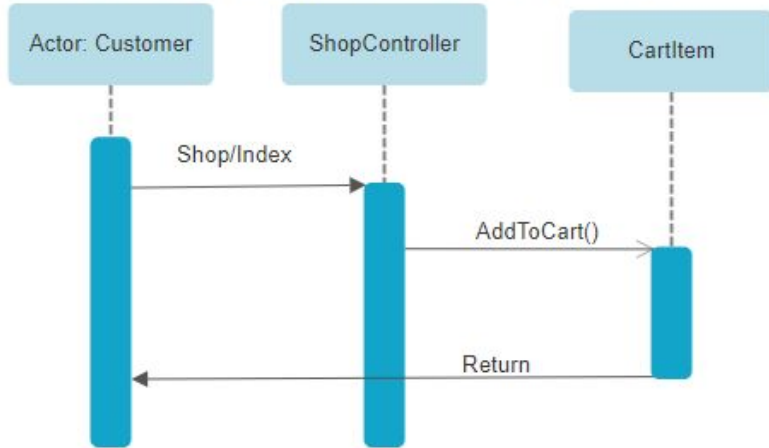 Actor: Customer
ShopController
CartItem
Shop/Index
AddToCart()
Return